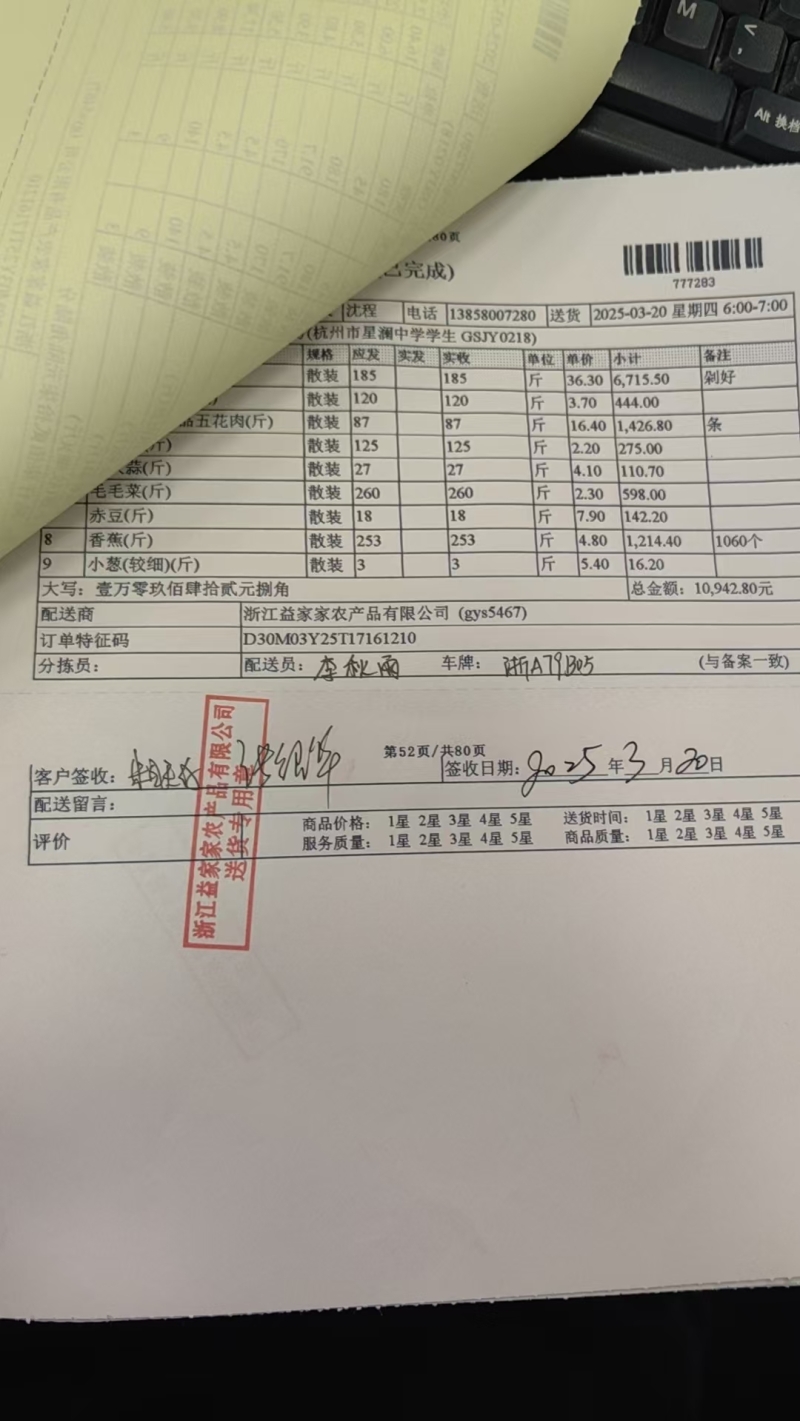 M
<
,
Alt 换档
80页
已完成)
777283
沈程 电话 13858007280 送货 2025-03-20 星期四 6:00-7:00
(杭州市星澜中学学生 GSJY0218)
规格 应发 实发 实收 单位 单价 小计 备注
散装 185 185 斤 36.30 6,715.50 剁好
散装 120 120 斤 3.70 444.00
品五花肉(斤) 散装 87 87 斤 16.40 1,426.80 条
(斤) 散装 125 125 斤 2.20 275.00
蒜(斤) 散装 27 27 斤 4.10 110.70
毛毛菜(斤) 散装 260 260 斤 2.30 598.00
赤豆(斤) 散装 18 18 斤 7.90 142.20
8 香蕉(斤) 散装 253 253 斤 4.80 1,214.40 1060个
9 小葱(较细)(斤) 散装 3 3 斤 5.40 16.20
大写: 壹万零玖佰肆拾贰元捌角 总金额: 10,942.80元
配送商 浙江益家家农产品有限公司 (gys5467)
订单特征码 D30M03Y25T17161210
分拣员: 配送员: 李秋雨 车牌: 浙A79B05 (与备案一致)
第52页/共80页
客户签收: 签收日期: 2025年3月20日
配送留言:
评价 商品价格: 1星 2星 3星 4星 5星 送货时间: 1星 2星 3星 4星 5星
服务质量: 1星 2星 3星 4星 5星 商品质量: 1星 2星 3星 4星 5星
浙江益家家农产品有限公司
送货专用章